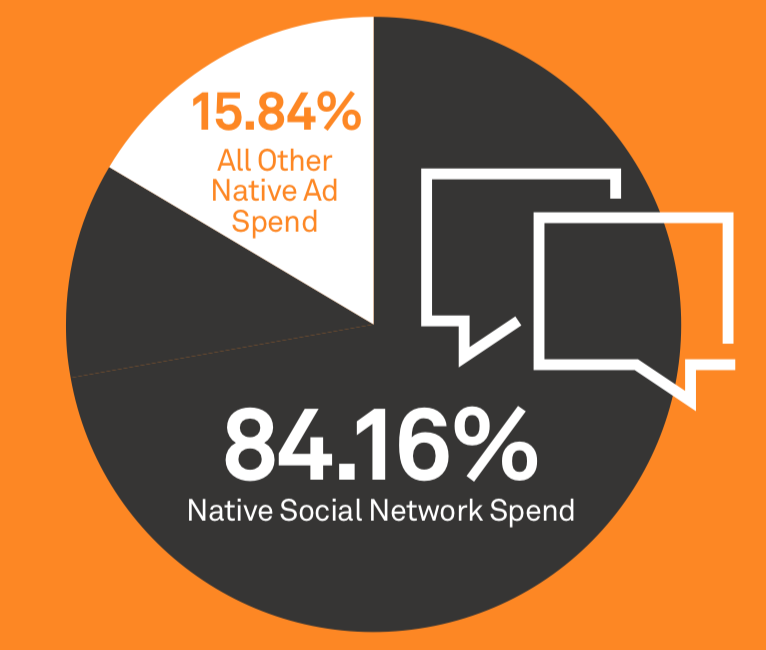 15.84%
All Other
Native Ad
Spend
84.16%
Native Social Network Spend